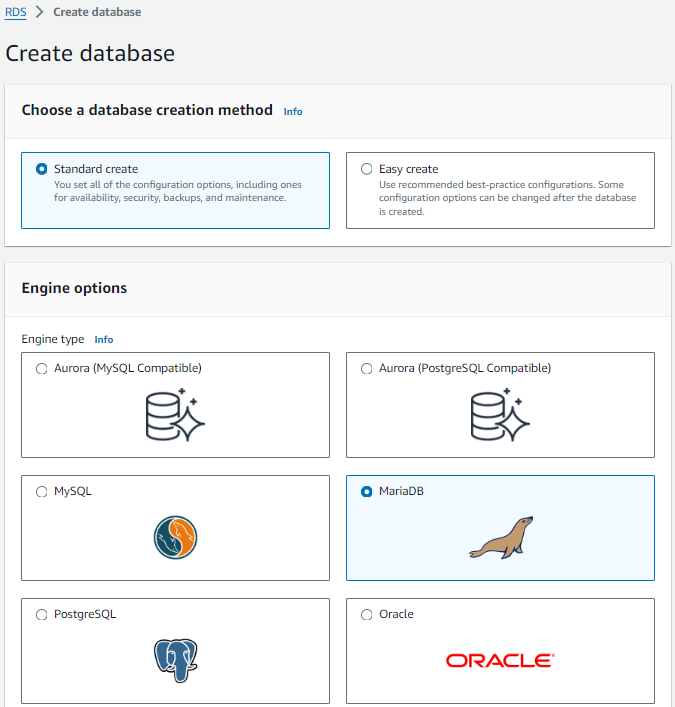 RDS > Create database
Create database
Choose a database creation method Info
Standard create
You set all of the configuration options, including ones
for availability, security, backups, and maintenance.
Easy create
Use recommended best-practice configurations. Some
configuration options can be changed after the database
is created.
Engine options
Engine type Info
Aurora (MySQL Compatible)
Aurora (PostgreSQL Compatible)
MySQL
MariaDB
PostgreSQL
Oracle
ORACLE